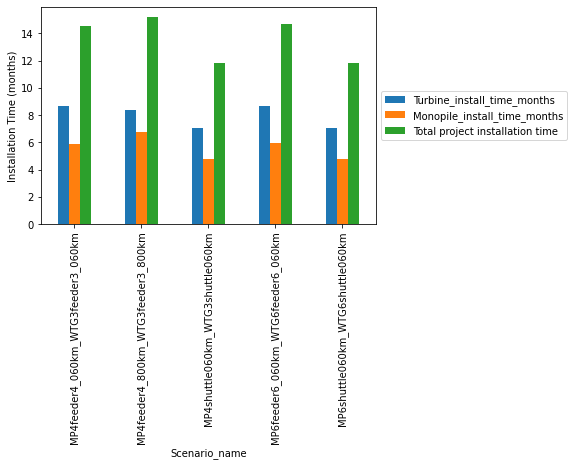 Installation Time (months)
14
12
10
8
6
4
2
0
MP4feeder4_060km_WTG3feeder3_060km
MP4feeder4_800km_WTG3feeder3_800km
MP4shuttle060km_WTG3shuttle060km
MP6feeder6_060km_WTG6feeder6_060km
MP6shuttle060km_WTG6shuttle060km
Scenario_name
Turbine_install_time_months
Monopile_install_time_months
Total project installation time